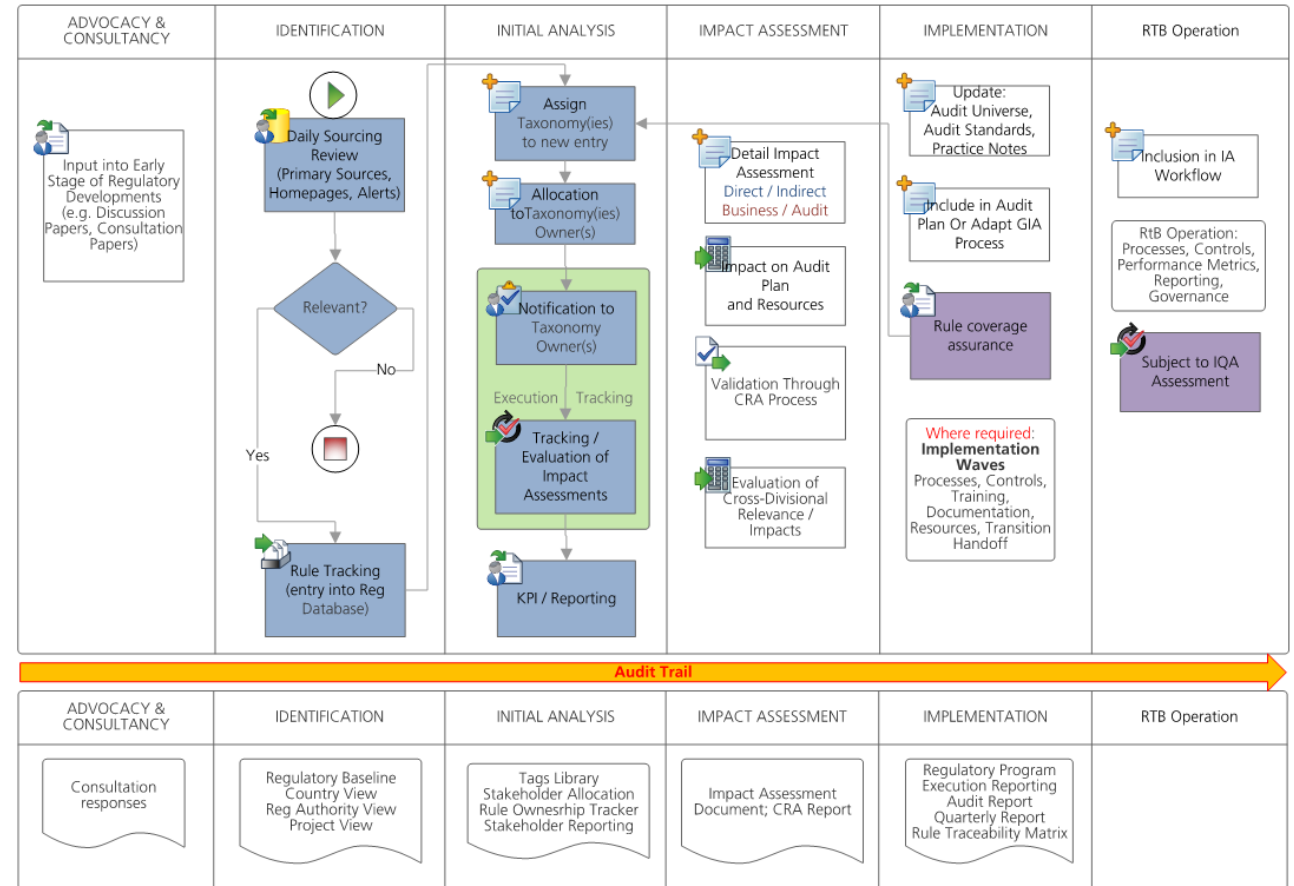 ADVOCACY &
CONSULTANCY
IDENTIFICATION
INITIAL ANALYSIS
IMPACT ASSESSMENT
IMPLEMENTATION
RTB Operation
Input into Early
Stage of Regulatory
Developments
(e.g. Discussion
Papers, Consultation
Papers)
Daily Sourcing
Review
(Primary Sources,
Homepages, Alerts)
Relevant?
No
Yes
Rule Tracking
(entry into Reg
Database)
Assign
Taxonomy(ies)
to new entry
Allocation
toTaxonomy(ies)
Owner(s)
Notification to
Taxonomy
Owner(s)
Execution
Tracking
Tracking /
Evaluation of
Impact
Assessments
KPI / Reporting
Detail Impact
Assessment
Direct / Indirect
Business / Audit
Impact on Audit
Plan
and Resources
Validation Through
CRA Process
Evaluation of
Cross-Divisional
Relevance /
Impacts
Update:
Audit Universe,
Audit Standards,
Practice Notes
Include in Audit
Plan Or Adapt GIA
Process
Rule coverage
assurance
Where required:
Implementation
Waves
Processes, Controls,
Training,
Documentation,
Resources, Transition
Handoff
Inclusion in IA
Workflow
RtB Operation:
Processes, Controls,
Performance Metrics,
Reporting,
Governance
Subject to IQA
Assessment
Audit Trail
ADVOCACY &
CONSULTANCY
IDENTIFICATION
INITIAL ANALYSIS
IMPACT ASSESSMENT
IMPLEMENTATION
RTB Operation
Consultation
responses
Regulatory Baseline
Country View
Reg Authority View
Project View
Tags Library
Stakeholder Allocation
Rule Ownesrhip Tracker
Stakeholder Reporting
Impact Assessment
Document; CRA Report
Regulatory Program
Execution Reporting
Audit Report
Quarterly Report
Rule Traceability Matrix